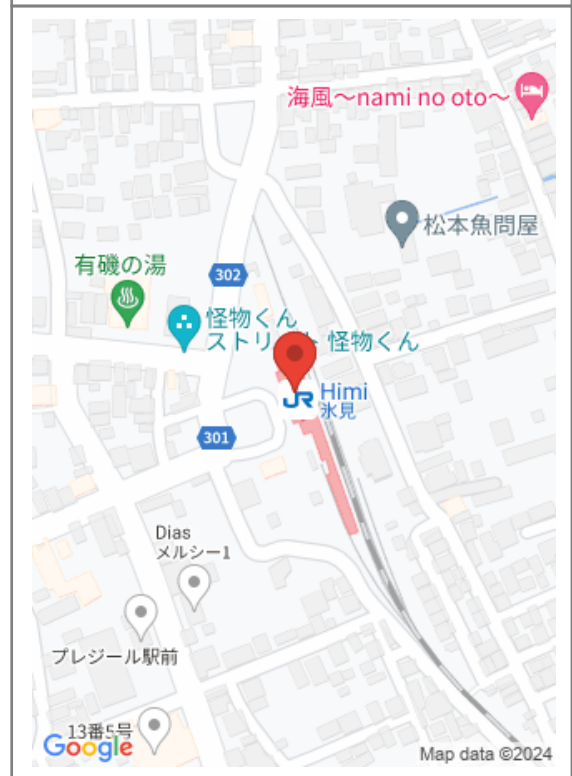 海風〜nami no oto〜
松本魚問屋
有磯の湯
302
怪物くん
ストリート 怪物くん
JR Himi
氷見
301
Dias
メルシー1
プレジール駅前
13番5号
Google
Map data ©2024